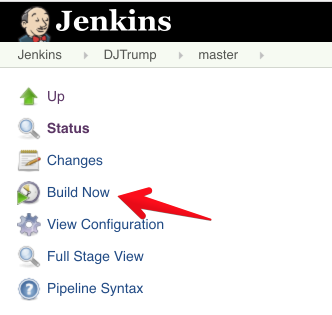 Jenkins
Jenkins DJTrump master
Up
Status
Changes
Build Now
View Configuration
Full Stage View
Pipeline Syntax